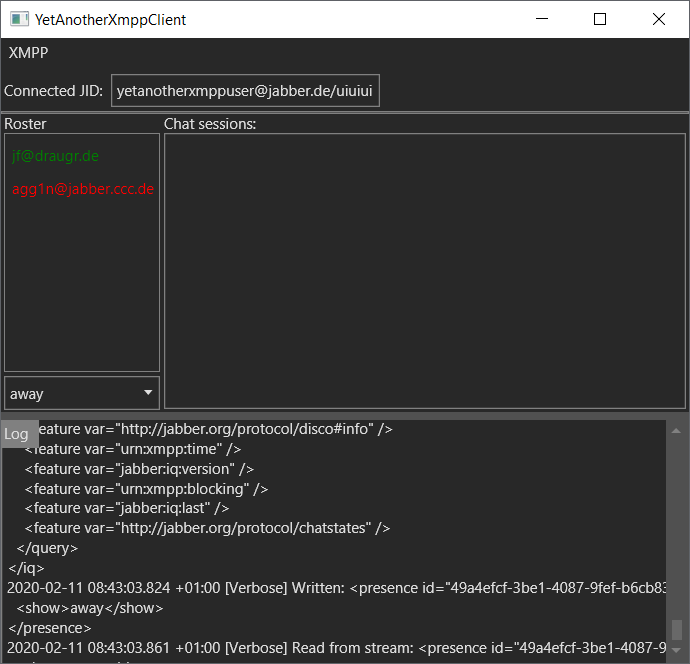 YetAnotherXmppClient
XMPP
Connected JID: yetanotherxmppuser@jabber.de/uiuiui
Roster
Chat sessions:
jf@draugr.de
agg1n@jabber.ccc.de
away
Log
feature var="http://jabber.org/protocol/disco#info" />
<feature var="urn:xmpp:time" />
<feature var="jabber:iq:version" />
<feature var="urn:xmpp:blocking" />
<feature var="jabber:iq:last" />
<feature var="http://jabber.org/protocol/chatstates" />
</query>
</iq>
2020-02-11 08:43:03.824 +01:00 [Verbose] Written: <presence id="49a4efcf-3be1-4087-9fef-b6cb83
<show>away</show>
</presence>
2020-02-11 08:43:03.861 +01:00 [Verbose] Read from stream: <presence id="49a4efcf-3be1-4087-9